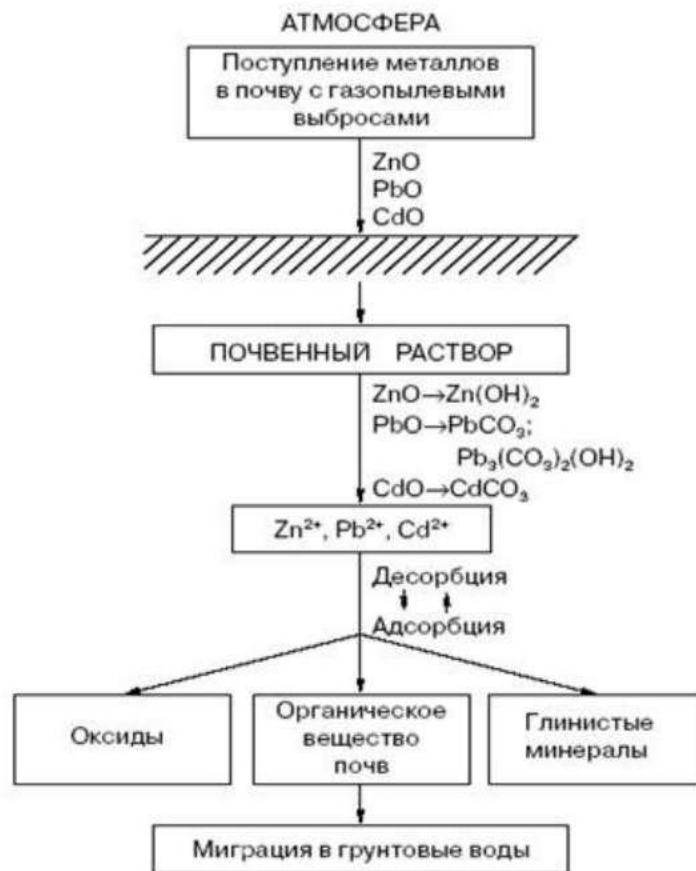 АТМОСФЕРА
Поступление металлов
в почву с газопылевыми
выбросами
ZnO
PbO
CdO
ПОЧВЕННЫЙ РАСТВОР
ZnO→Zn(OH)₂
PbO→PbCO₃;
Pb₃(CO₃)₂(OH)₂
CdO→CdCO₃
Zn²⁺, Pb²⁺, Cd²⁺
Десорбция
Адсорбция
Оксиды
Органическое
вещество
почв
Глинистые
минералы
Миграция в грунтовые воды